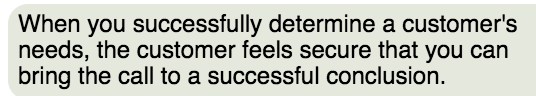 When you successfully determine a customer's
needs, the customer feels secure that you can
bring the call to a successful conclusion.